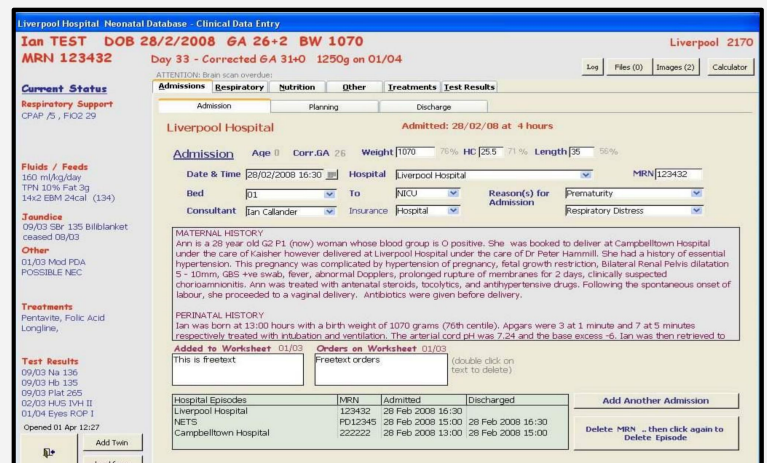 Liverpool Hospital Neonatal Database - Clinical Data Entry
Ian TEST DOB 28/2/2008 GA 26+2 BW 1070
Liverpool 2170
MRN 123432
Day 33 - Corrected GA 31+0 1250g on 01/04
Log Files (0) Images (2) Calculator
ATTENTION: Brain scan overdue:
Current Status
Admissions Respiratory Nutrition Other Treatments Test Results
Respiratory Support
CPAP /5 , FIO2 29
Admission Planning Discharge
Liverpool Hospital Admitted: 28/02/08 at 4 hours
Admission Age 0 Corr.GA 26 Weight 1070 76% HC 25.5 71 % Length 35 56%
Fluids / Feeds
160 ml/kg/day
TPN 10% Fat 3g
14x2 EBM 24cal (134)
Date & Time 28/02/2008 16:30 Hospital Liverpool Hospital MRN 123432
Bed 01 To NICU Reason(s) for Admission Prematurity
Consultant Ian Callander Insurance Hospital Respiratory Distress
Jaundice
09/03 SBr 135 Biliblanket
ceased 08/03
Other
01/03 Mod PDA
POSSIBLE NEC
Treatments
Pentavite, Folic Acid
Longline,
Test Results
09/03 Na 136
09/03 Hb 135
09/03 Plat 265
02/03 HUS IVH II
01/04 Eyes ROP I
Opened 01 Apr 12:27
Add Twin
MATERNAL HISTORY
Ann is a 28 year old G2 P1 (now) woman whose blood group is O positive. She was booked to deliver at Campbelltown Hospital
under the care of Kaisher however delivered at Liverpool Hospital under the care of Dr Peter Hammill. She had a history of essential
hypertension. This pregnancy was complicated by hypertension of pregnancy, fetal growth restriction, Bilateral Renal Pelvis dilatation
5 - 10mm, GBS +ve swab, fever, abnormal Dopplers, prolonged rupture of membranes for 2 days, clinically suspected
chorioamnionitis. Ann was treated with antenatal steroids, tocolytics, and antihypertensive drugs. Following the spontaneous onset of
labour, she proceeded to a vaginal delivery. Antibiotics were given before delivery.
PERINATAL HISTORY
Ian was born at 13:00 hours with a birth weight of 1070 grams (76th centile). Apgars were 3 at 1 minute and 7 at 5 minutes
respectively treated with intubation and ventilation. The arterial cord pH was 7.24 and the base excess -6. Ian was then retrieved to
Added to Worksheet 01/03 Orders on Worksheet 01/03
This is freetext Freetext orders (double click on
text to delete)
Hospital Episodes MRN Admitted Discharged
Liverpool Hospital 123432 28 Feb 2008 16:30
NETS PD12345 28 Feb 2008 15:00 28 Feb 2008 16:30
Campbelltown Hospital 222222 28 Feb 2008 13:00 28 Feb 2008 15:00
Add Another Admission
Delete MRN .. then click again to
Delete Episode